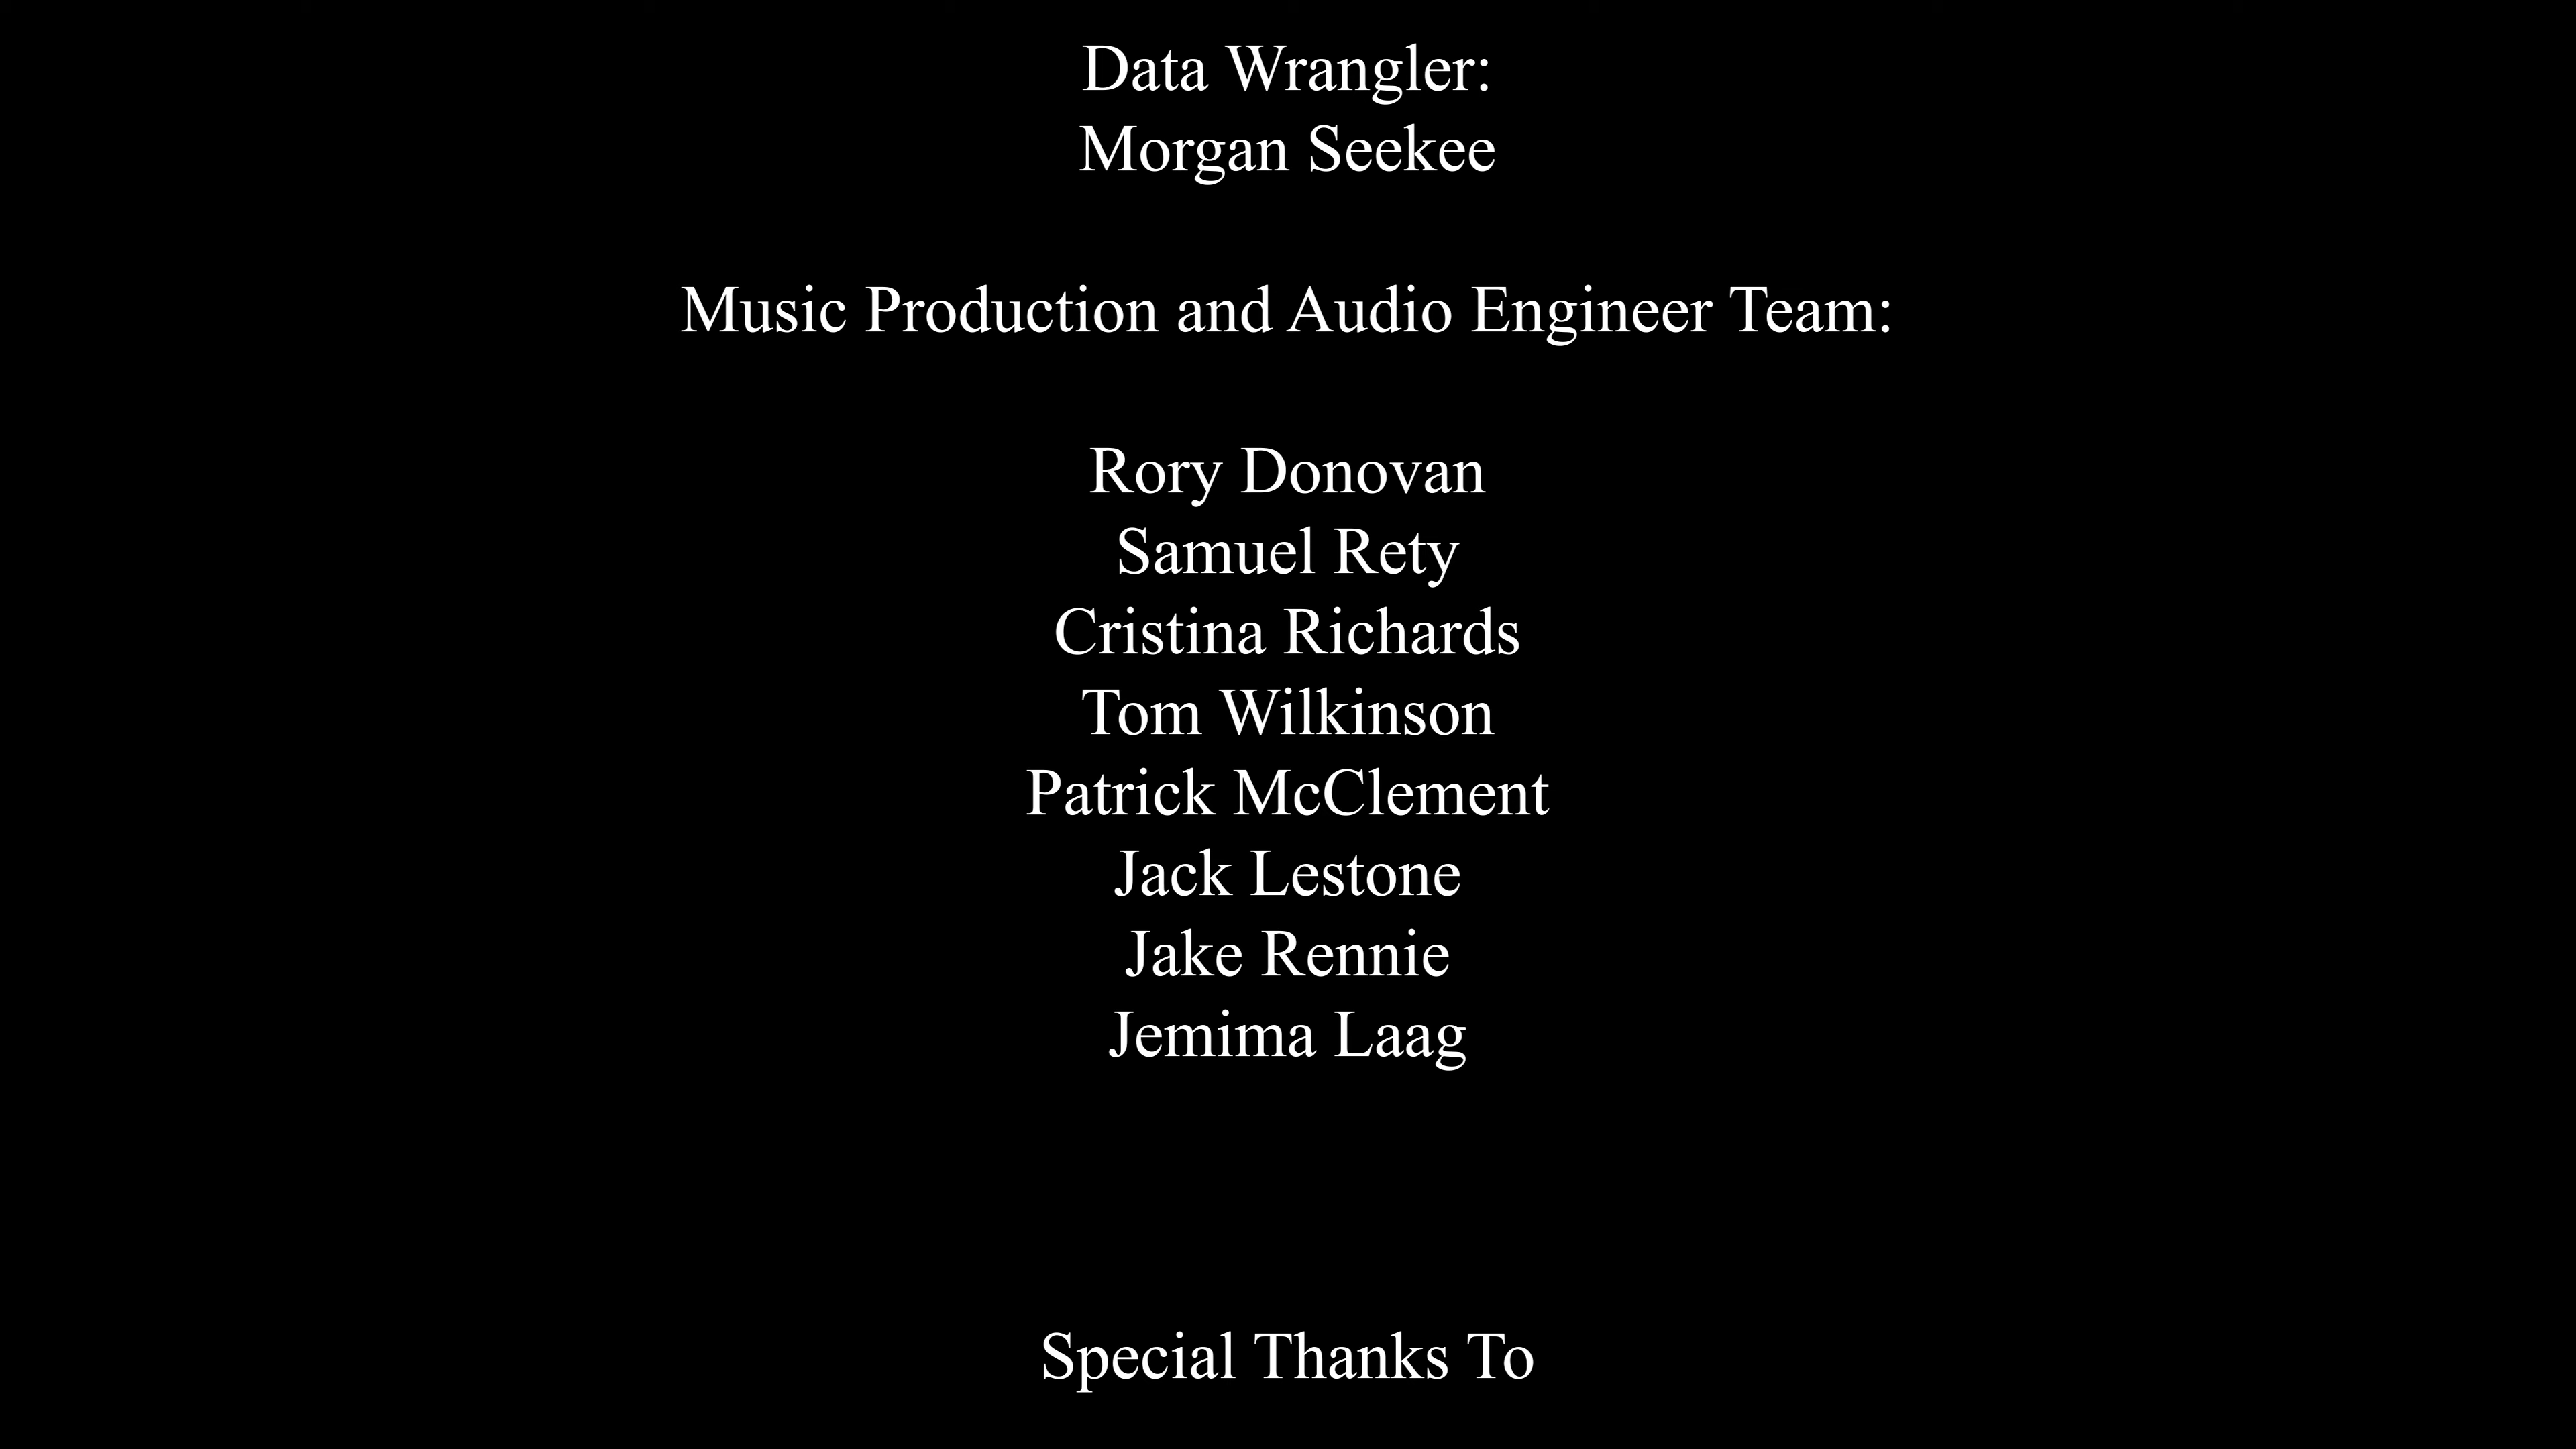 Data Wrangler:
Morgan Seekee
Music Production and Audio Engineer Team:
Rory Donovan
Samuel Rety
Cristina Richards
Tom Wilkinson
Patrick McClement
Jack Lestone
Jake Rennie
Jemima Laag
Special Thanks To